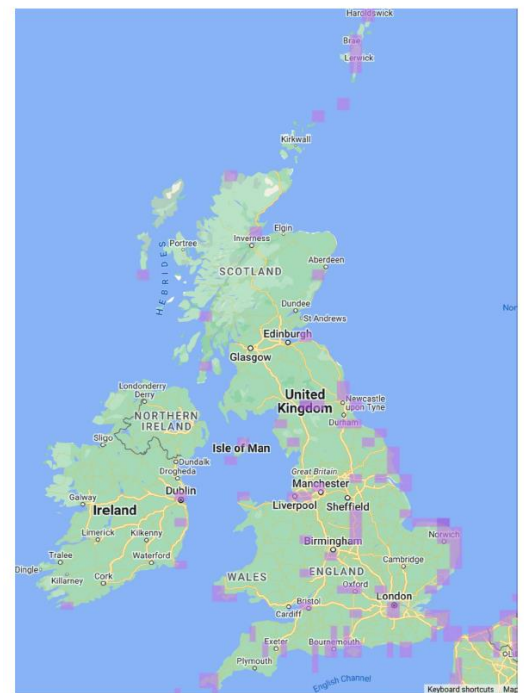 Haroldswick
Brae
Lerwick
Kirkwall
Elgin
Inverness
Portree
HEBRIDES
SCOTLAND
Aberdeen
Dundee
St Andrews
Nor
Edinburgh
Glasgow
Londonderry
Derry
NORTHERN
IRELAND
United
Kingdom
Newcastle
upon Tyne
Durham
Sligo
Isle of Man
Dundalk
Drogheda
Great Britain
Manchester
Galway
Dublin
Ireland
Liverpool
Sheffield
Limerick
Kilkenny
Birmingham
Norwich
Tralee
Waterford
Dingle
Killarney
Cork
Cambridge
WALES
ENGLAND
Oxford
Bristol
Cardiff
London
Exeter
Bournemouth
Plymouth
English Channel
Keyboard shortcuts
Map